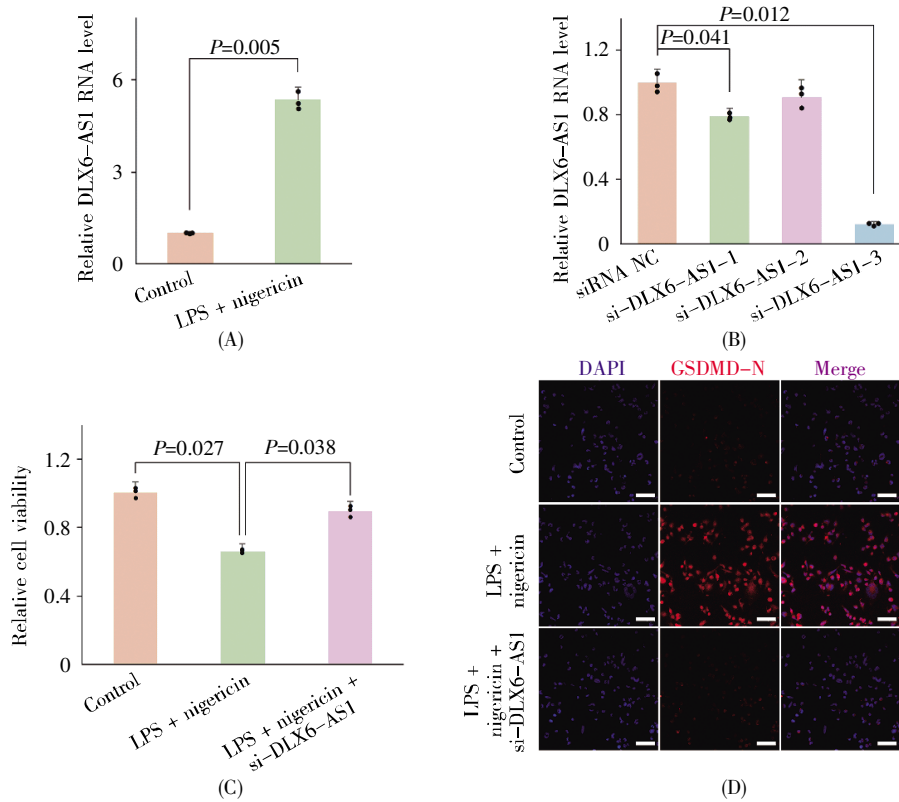 Relative DLX6-AS1 RNA level
6
3
0
P=0.005
Control
LPS + nigericin
(A)
Relative DLX6-AS1 RNA level
1.2
0.8
0.4
0
P=0.012
P=0.041
siRNA NC
si-DLX6-AS1-1
si-DLX6-AS1-2
si-DLX6-AS1-3
(B)
Relative cell viability
1.2
0.8
0.4
0
P=0.027
P=0.038
Control
LPS + nigericin
LPS + nigericin +
si-DLX6-AS1
(C)
DAPI
GSDMD-N
Merge
Control
LPS +
nigericin
LPS +
nigericin +
si-DLX6-AS1
(D)